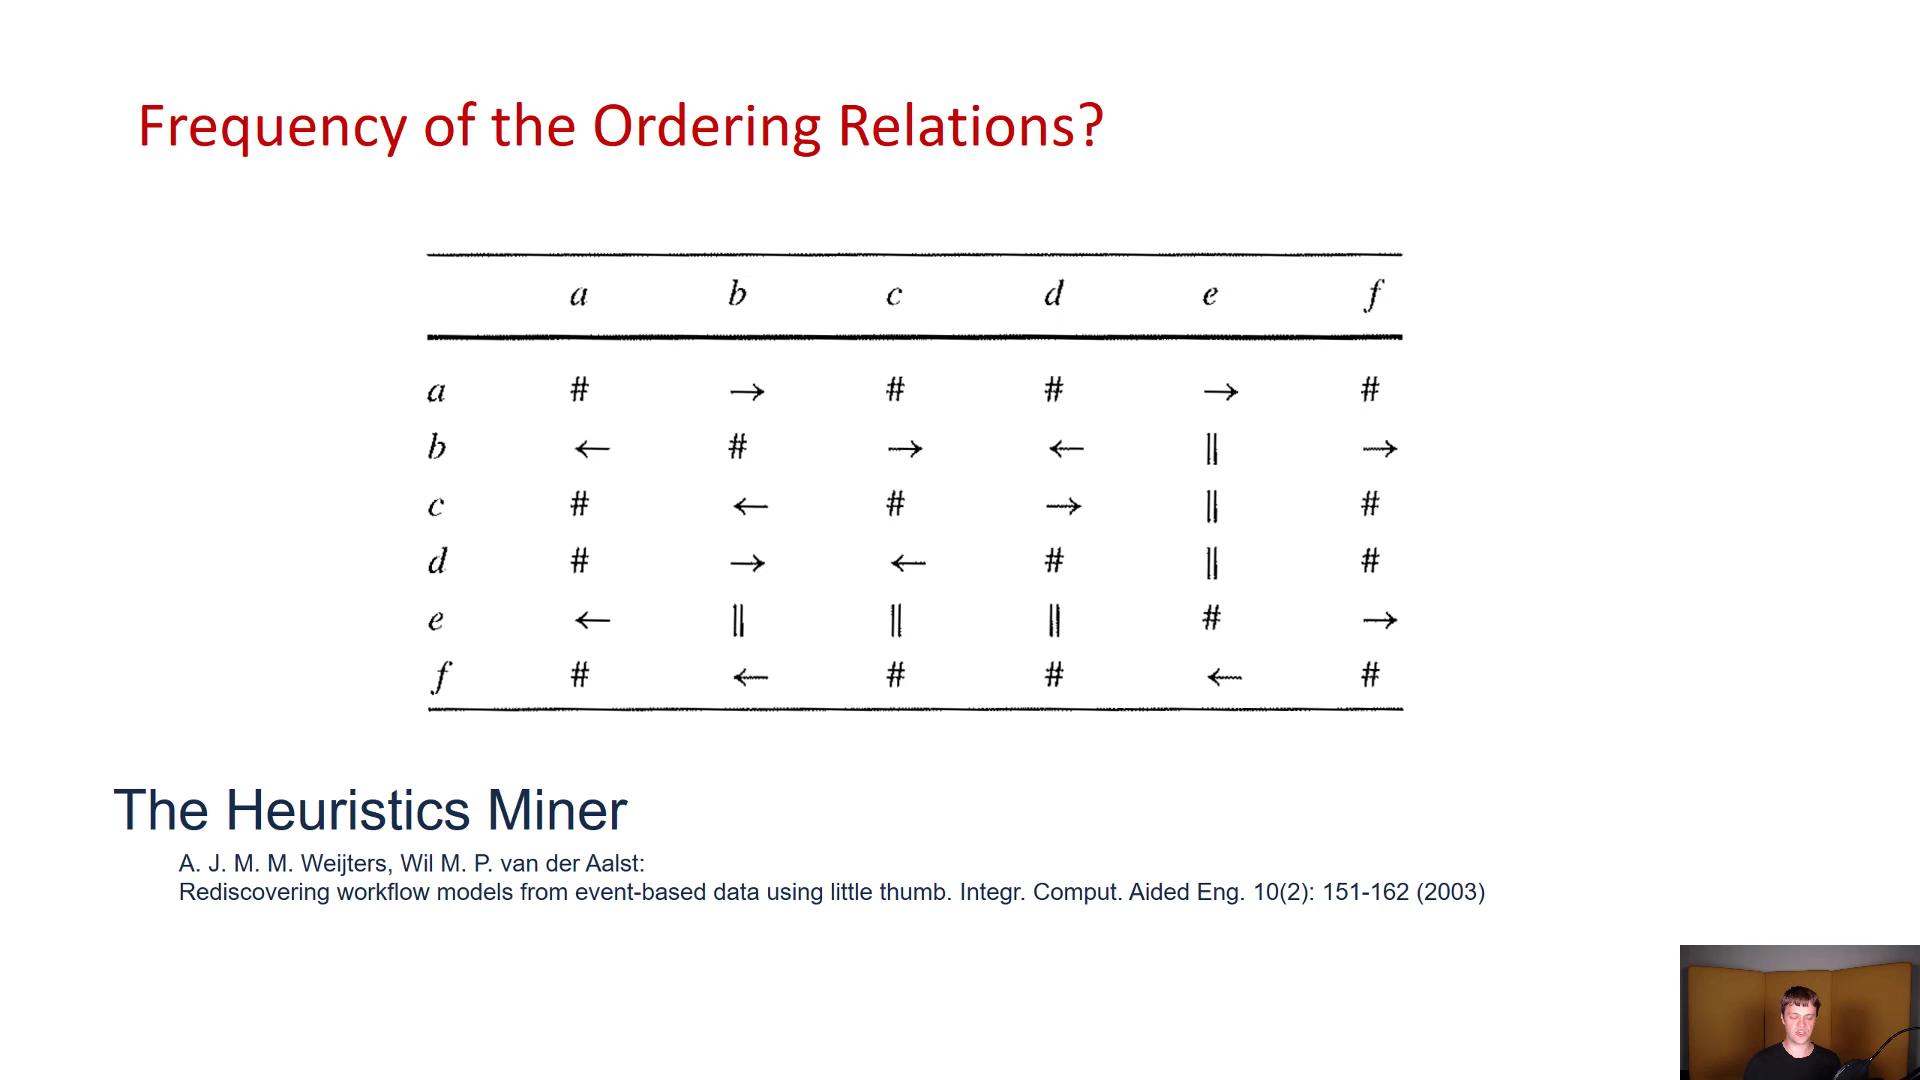 Frequency of the Ordering Relations?
a b c d e f
a # → # # → #
b ← # → ← || →
c # ← # → || #
d # → ← # || #
e ← || || || # →
f # ← # # ← #
The Heuristics Miner
A. J. M. M. Weijters, Wil M. P. van der Aalst:
Rediscovering workflow models from event-based data using little thumb. Integr. Comput. Aided Eng. 10(2): 151-162 (2003)